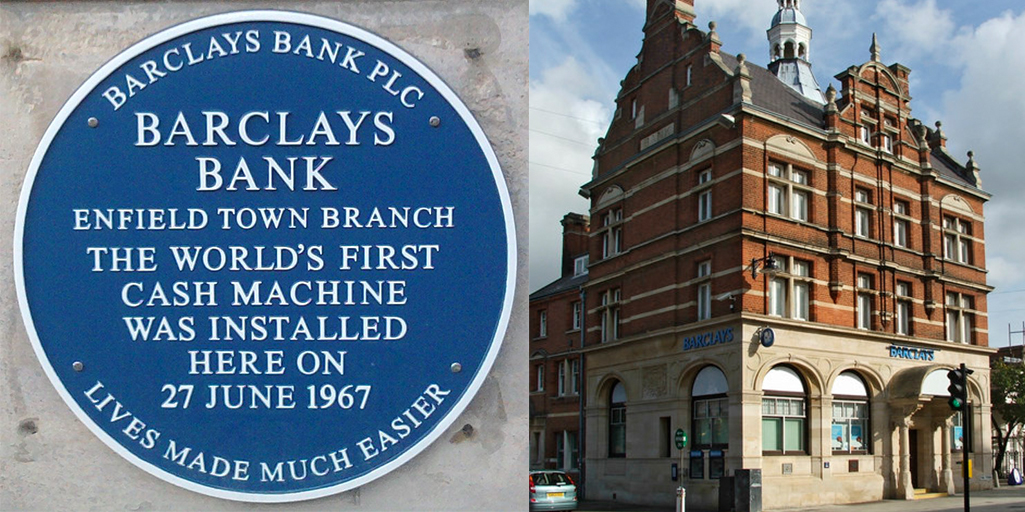 BARCLAYS BANK PLC
BARCLAYS
BANK
ENFIELD TOWN BRANCH
THE WORLD'S FIRST
CASH MACHINE
WAS INSTALLED
HERE ON
27 JUNE 1967
LIVES MADE MUCH EASIER
BARCLAYS
BARCLAYS